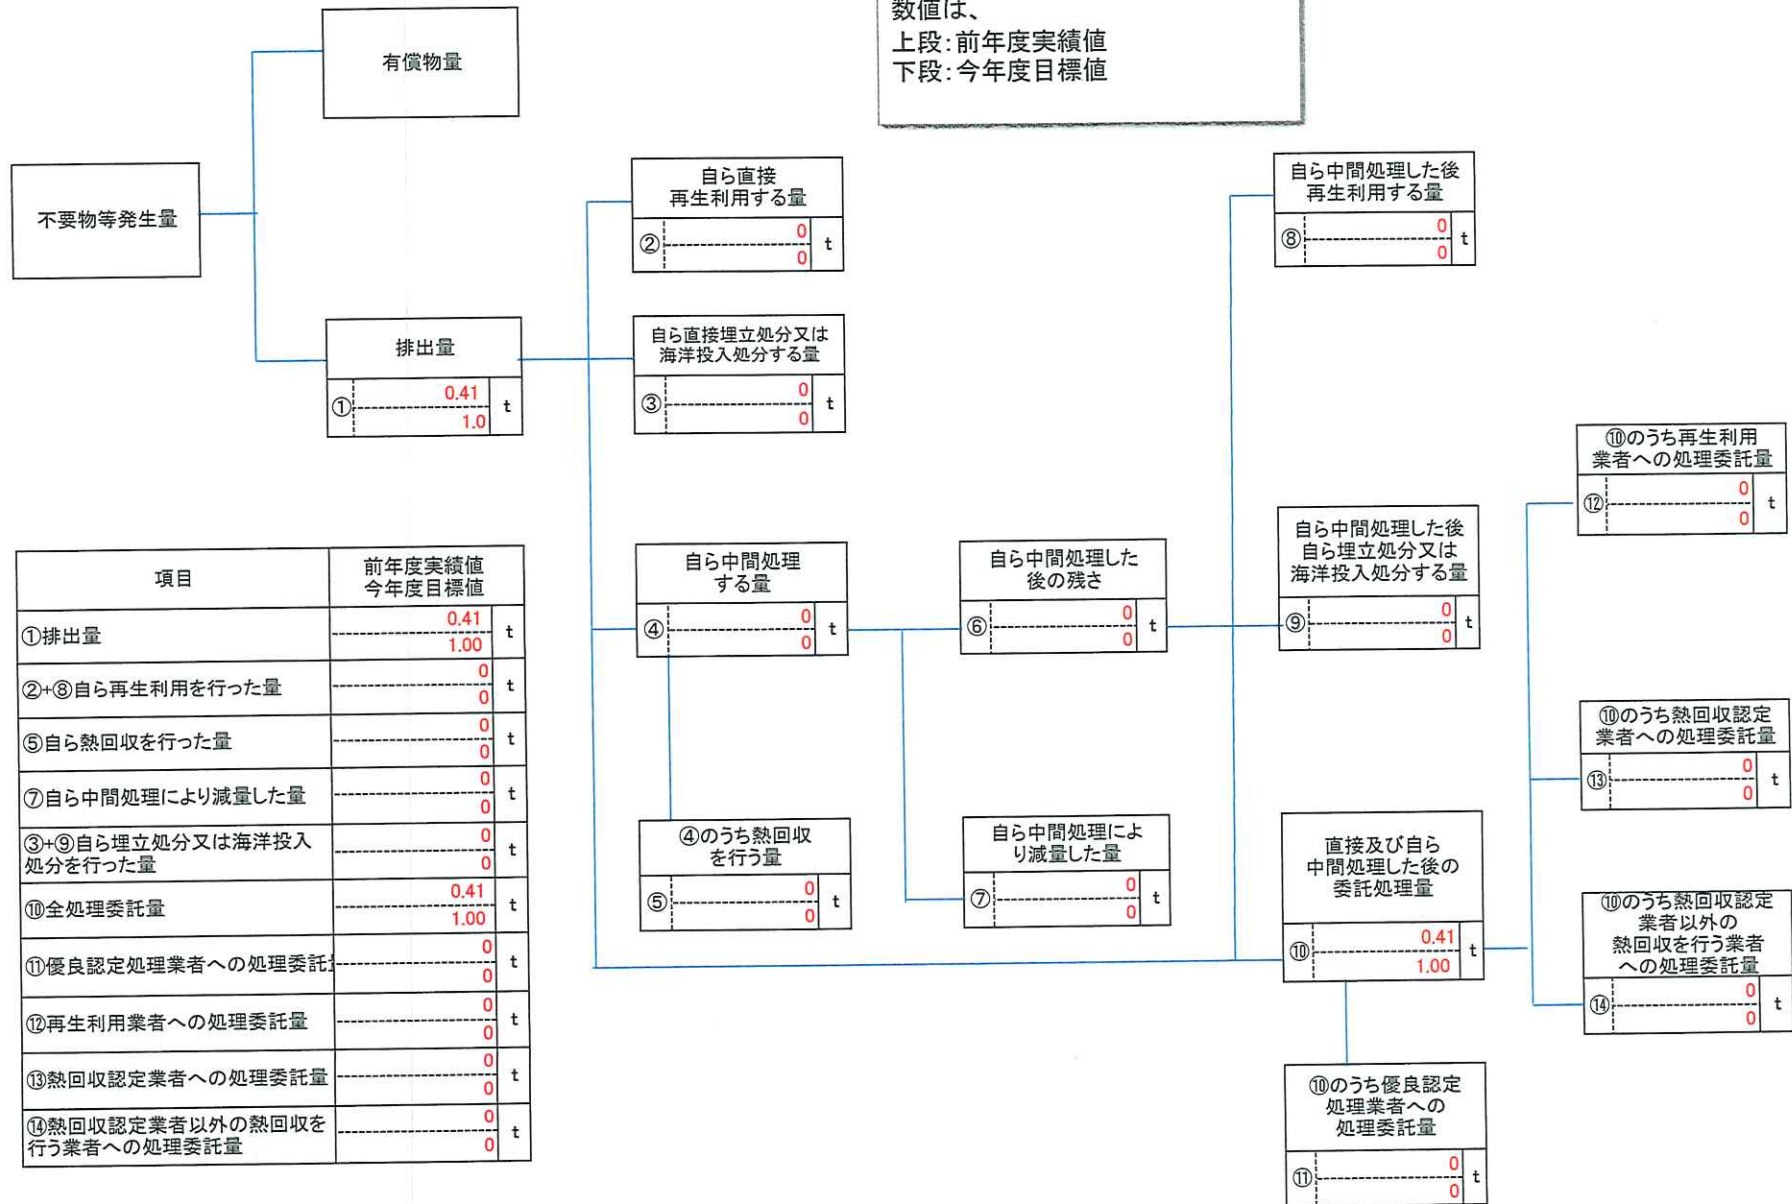 数値は、
上段:前年度実績値
下段:今年度目標値
有償物量
不要物等発生量
排出量
① 0.41 t
1.0
自ら直接
再生利用する量
② 0 t
0
自ら直接埋立処分又は
海洋投入処分する量
③ 0 t
0
自ら中間処理
する量
④ 0 t
0
④のうち熱回収
を行う量
⑤ 0 t
0
自ら中間処理した
後の残さ
⑥ 0 t
0
自ら中間処理によ
り減量した量
⑦ 0 t
0
自ら中間処理した後
再生利用する量
⑧ 0 t
0
自ら中間処理した後
自ら埋立処分又は
海洋投入処分する量
⑨ 0 t
0
直接及び自ら
中間処理した後の
委託処理量
⑩ 0.41 t
1.00
⑩のうち優良認定
処理業者への
処理委託量
⑪ 0 t
0
⑩のうち再生利用
業者への処理委託量
⑫ 0 t
0
⑩のうち熱回収認定
業者への処理委託量
⑬ 0 t
0
⑩のうち熱回収認定
業者以外の
熱回収を行う業者
への処理委託量
⑭ 0 t
0
項目 前年度実績値
今年度目標値
①排出量 0.41 t
1.00
②+⑧自ら再生利用を行った量 0 t
0
⑤自ら熱回収を行った量 0 t
0
⑦自ら中間処理により減量した量 0 t
0
③+⑨自ら埋立処分又は海洋投入 0 t
処分を行った量 0
⑩全処理委託量 0.41 t
1.00
⑪優良認定処理業者への処理委託 0 t
0
⑫再生利用業者への処理委託量 0 t
0
⑬熱回収認定業者への処理委託量 0 t
0
⑭熱回収認定業者以外の熱回収を 0 t
行う業者への処理委託量 0